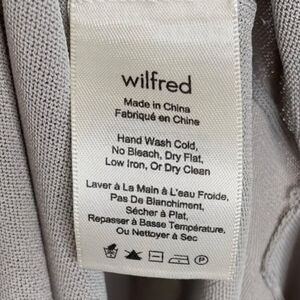 wilfred
Made in China
Fabriqué en Chine
Hand Wash Cold,
No Bleach, Dry Flat,
Low Iron, Or Dry Clean
Laver à La Main à L'eau Froide,
Pas De Blanchiment,
Sécher à Plat,
Repasser à Basse Température,
Ou Nettoyer à Sec
P